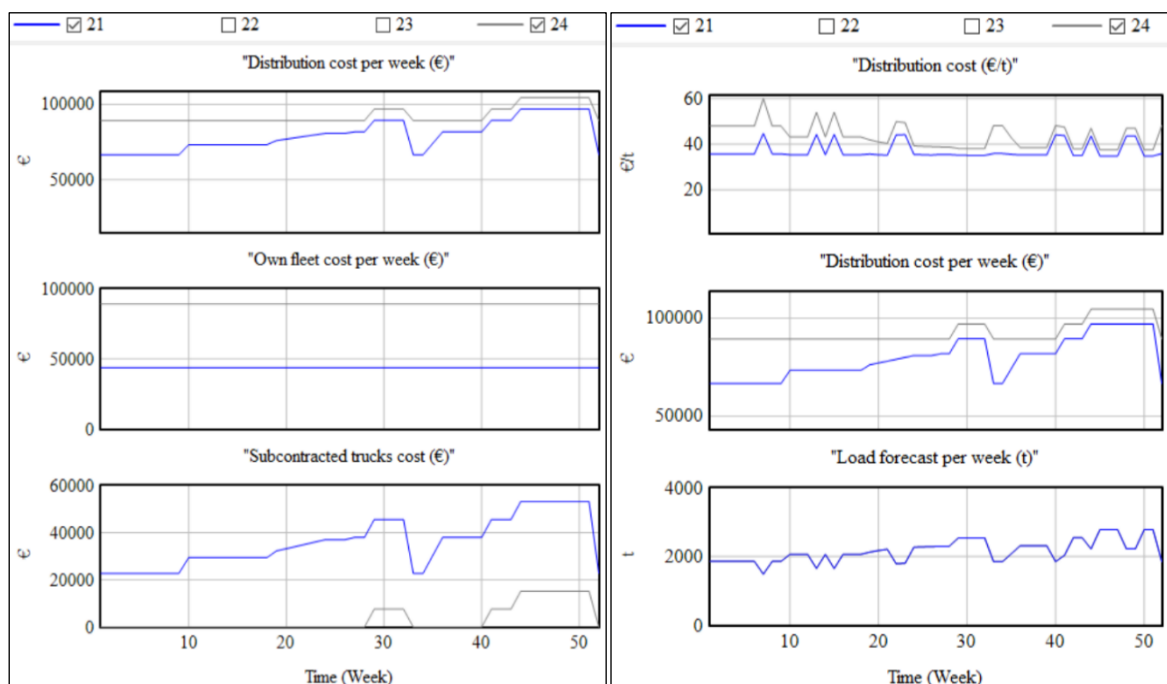 21 22 23 24
"Distribution cost per week (€)"
100000
50000
€
"Own fleet cost per week (€)"
100000
50000
0
€
"Subcontracted trucks cost (€)"
60000
40000
20000
0
€
10 20 30 40 50
Time (Week)
21 22 23 24
"Distribution cost (€/t)"
60
40
20
€/t
"Distribution cost per week (€)"
100000
50000
€
"Load forecast per week (t)"
4000
2000
0
t
10 20 30 40 50
Time (Week)